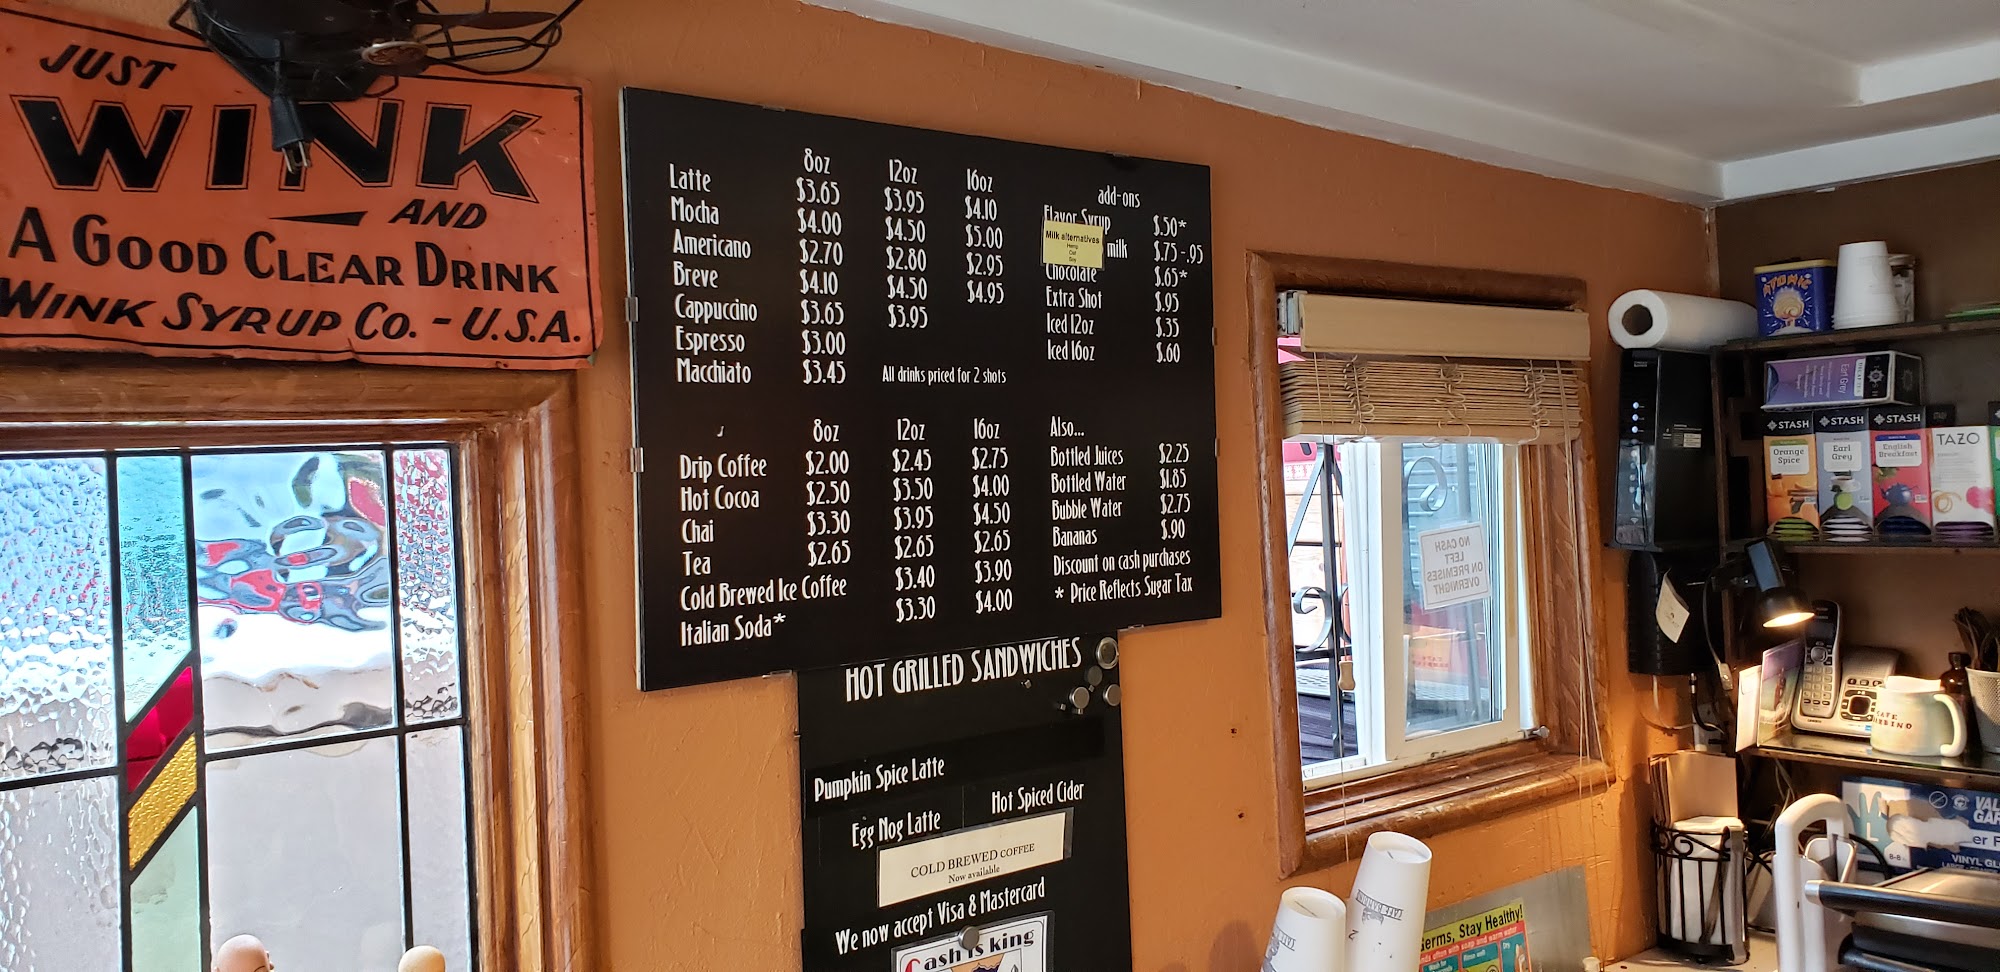 JUST
WINK
AND
A GOOD CLEAR DRINK
WINK SYRUP CO. - U.S.A.
8oz 12oz 16oz
Latte $3.65 $3.95 $4.10
Mocha $4.00 $4.50 $5.00
Americano $2.70 $2.80 $2.95
Breve $4.10 $4.50 $4.95
Cappuccino $3.65 $3.95
Espresso $3.00
Macchiato $3.45
All drinks priced for 2 shots
add-ons
Flavor Syrup $.50*
Milk alternatives
Hemp
Oat
Soy
milk $.75-.95
Chocolate $.65*
Extra Shot $.95
Iced 12oz $.35
Iced 16oz $.60
8oz 12oz 16oz
Drip Coffee $2.00 $2.45 $2.75
Hot Cocoa $2.50 $3.50 $4.00
Chai $3.30 $3.95 $4.50
Tea $2.65 $2.65 $2.65
Cold Brewed Ice Coffee $3.40 $3.90
Italian Soda* $3.30 $4.00
Also...
Bottled Juices $2.25
Bottled Water $1.85
Bubble Water $2.75
Bananas $.90
Discount on cash purchases
* Price Reflects Sugar Tax
HOT GRILLED SANDWICHES
Pumpkin Spice Latte
Hot Spiced Cider
Egg Nog Latte
COLD BREWED COFFEE
Now available
We now accept Visa & Mastercard
Cash is king
NO CASH
LEFT
ON PREMISES
OVERNIGHT
ATOMIC
Earl Grey
STASH
Orange
Spice
STASH
Earl
Grey
STASH
English
Breakfast
TAZO
CAFE
VINYL
Germs, Stay Healthy!